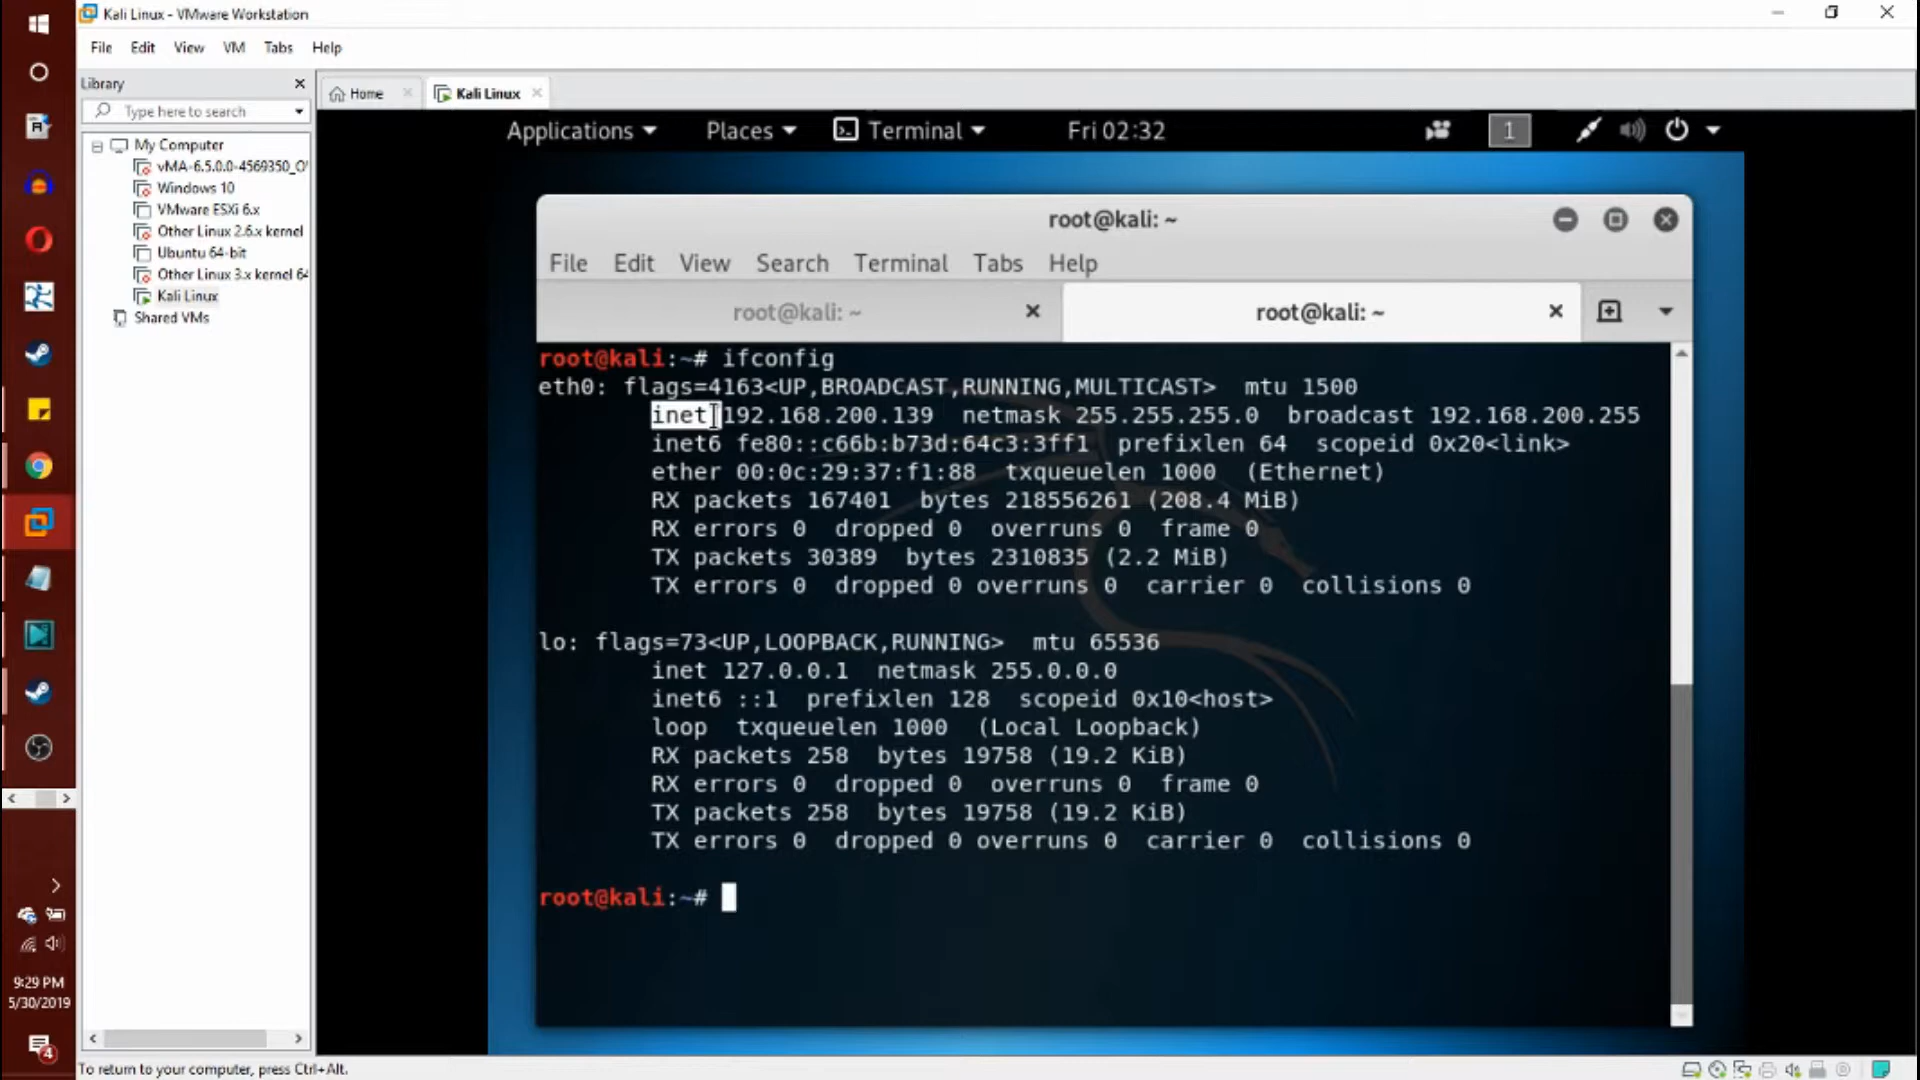 Kali Linux - VMware Workstation
File Edit View VM Tabs Help
Library
Type here to search
Home
Kali Linux
My Computer
vMA-6.5.0.0-4569350_O
Windows 10
VMware ESXi 6.x
Other Linux 2.6.x kernel
Ubuntu 64-bit
Other Linux 3.x kernel 64
Kali Linux
Shared VMs
Applications Places Terminal Fri 02:32 1
root@kali: ~
File Edit View Search Terminal Tabs Help
root@kali: ~ root@kali: ~
root@kali:~# ifconfig
eth0: flags=4163<UP,BROADCAST,RUNNING,MULTICAST> mtu 1500
inet 192.168.200.139 netmask 255.255.255.0 broadcast 192.168.200.255
inet6 fe80::c66b:b73d:64c3:3ff1 prefixlen 64 scopeid 0x20<link>
ether 00:0c:29:37:f1:88 txqueuelen 1000 (Ethernet)
RX packets 167401 bytes 218556261 (208.4 MiB)
RX errors 0 dropped 0 overruns 0 frame 0
TX packets 30389 bytes 2310835 (2.2 MiB)
TX errors 0 dropped 0 overruns 0 carrier 0 collisions 0
lo: flags=73<UP,LOOPBACK,RUNNING> mtu 65536
inet 127.0.0.1 netmask 255.0.0.0
inet6 ::1 prefixlen 128 scopeid 0x10<host>
loop txqueuelen 1000 (Local Loopback)
RX packets 258 bytes 19758 (19.2 KiB)
RX errors 0 dropped 0 overruns 0 frame 0
TX packets 258 bytes 19758 (19.2 KiB)
TX errors 0 dropped 0 overruns 0 carrier 0 collisions 0
root@kali:~#
9:29 PM
5/30/2019
4
To return to your computer, press Ctrl+Alt.